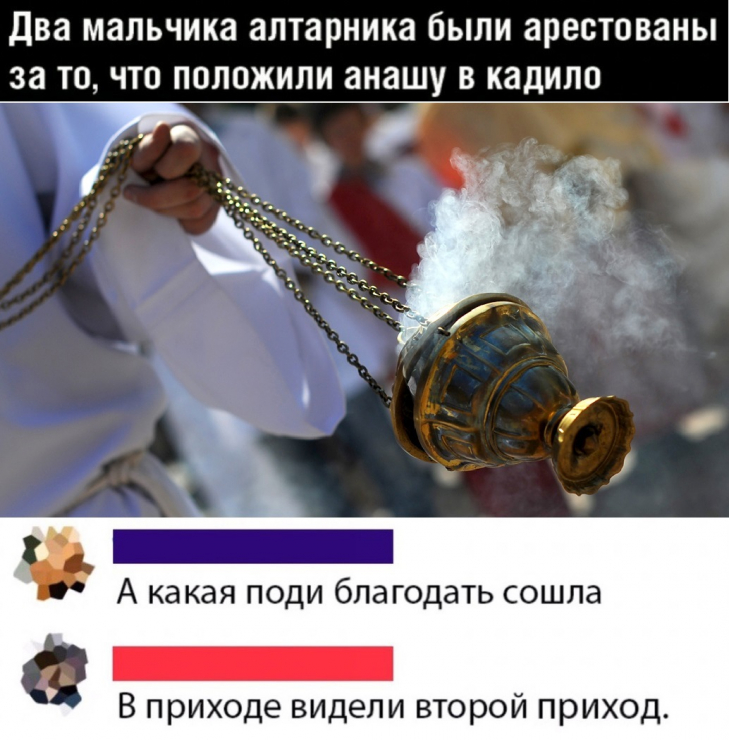 Два мальчика алтарника были арестованы
за то, что положили анашу в кадило
А какая поди благодать сошла
В приходе видели второй приход.